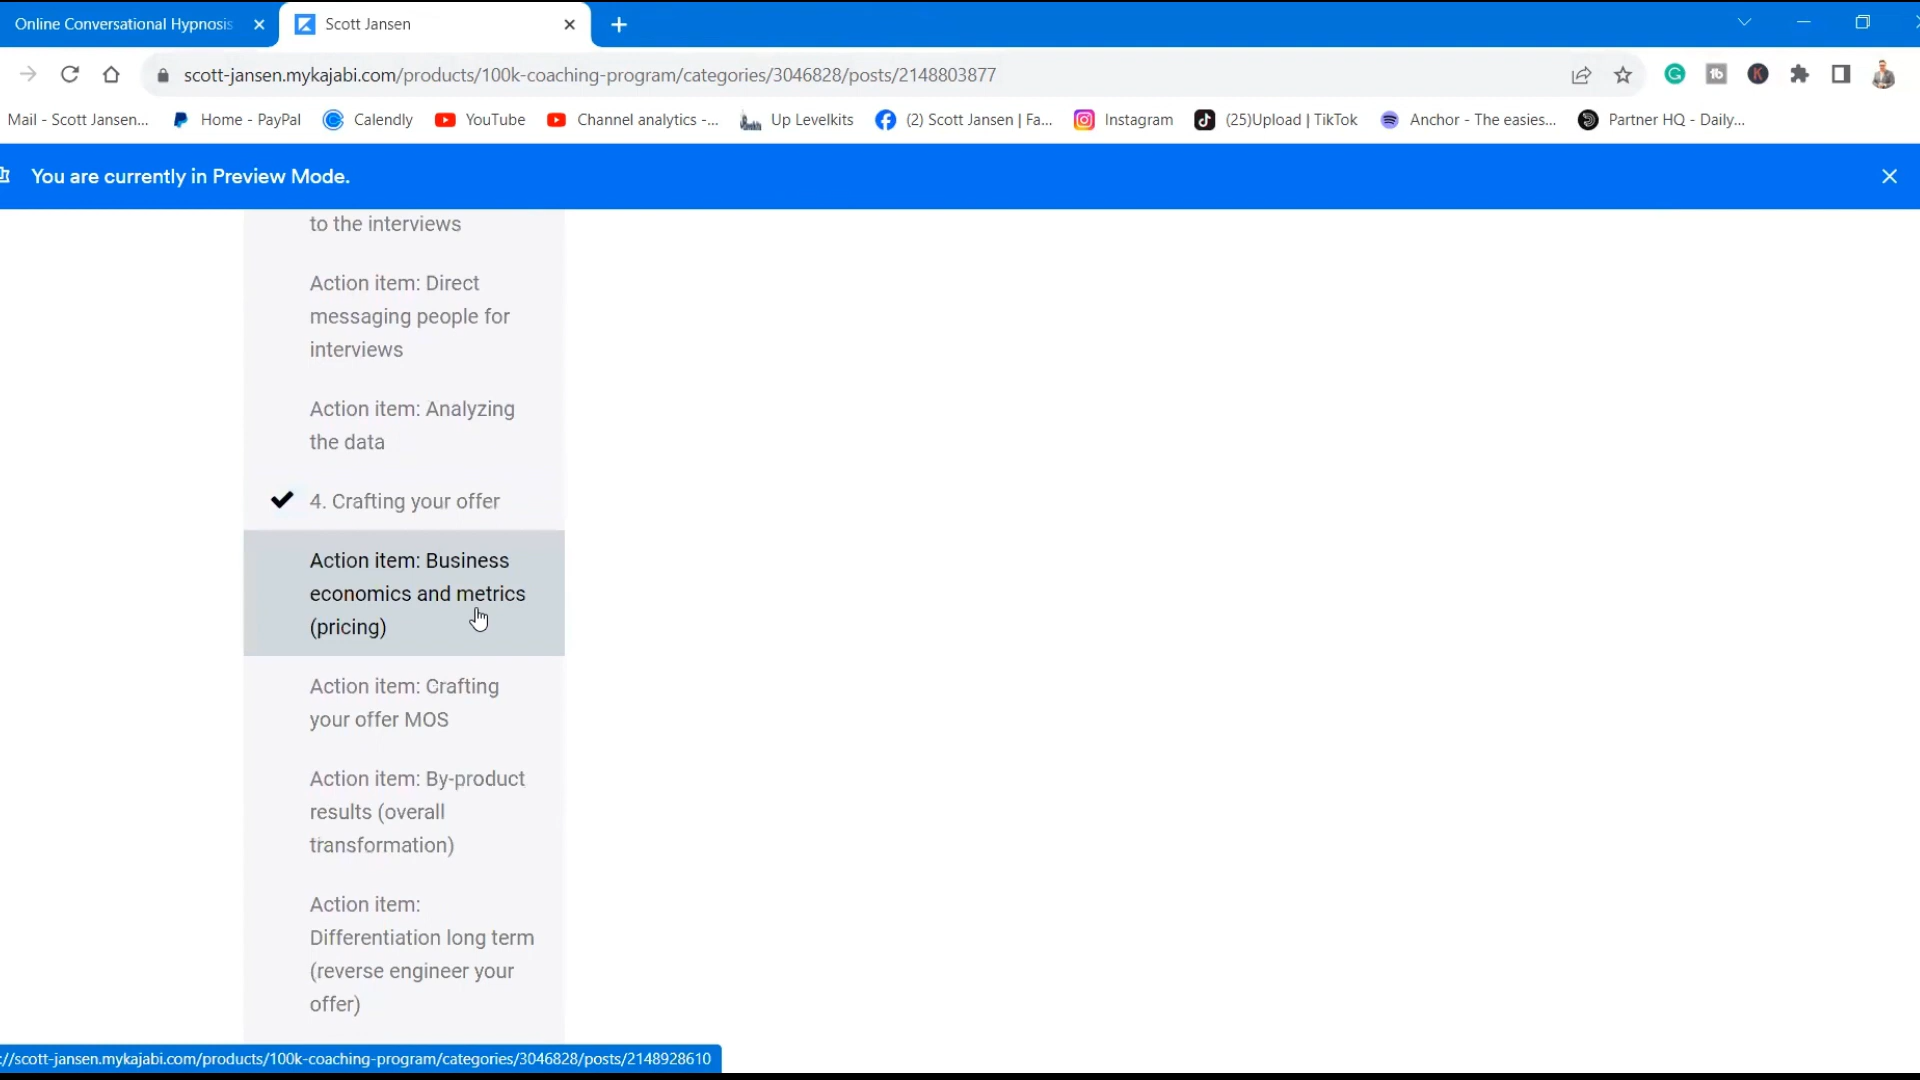 Online Conversational Hypnosis
Scott Jansen
scott-jansen.mykajabi.com/products/100k-coaching-program/categories/3046828/posts/2148803877
Mail - Scott Jansen...
Home - PayPal
Calendly
YouTube
Channel analytics -...
Up Levelkits
(2) Scott Jansen | Fa...
Instagram
(25)Upload | TikTok
Anchor - The easies...
Partner HQ - Daily...
You are currently in Preview Mode.
to the interviews
Action item: Direct
messaging people for
interviews
Action item: Analyzing
the data
4. Crafting your offer
Action item: Business
economics and metrics
(pricing)
Action item: Crafting
your offer MOS
Action item: By-product
results (overall
transformation)
Action item:
Differentiation long term
(reverse engineer your
offer)
://scott-jansen.mykajabi.com/products/100k-coaching-program/categories/3046828/posts/2148928610